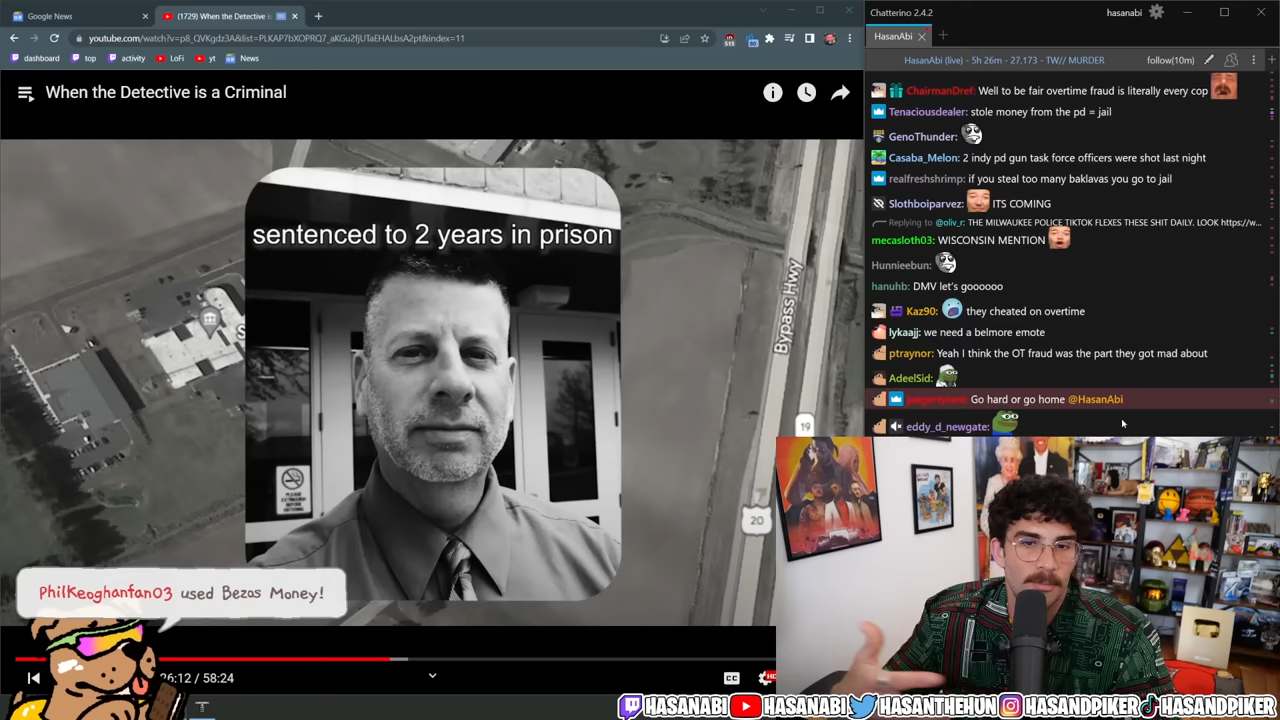 Google News
(1729) When the Detective is
youtube.com/watch?v=p8_QVKgdz3A&list=PLKAP7bXOPRQ7_aKGu2fjUTaEHALbsA2pt&index=11
dashboard
top
activity
LoFi
yt
News
When the Detective is a Criminal
sentenced to 2 years in prison
Bypass Hwy
19
20
PLEASE
PhilKeoghanfan03 used Bezos Money!
26:12 / 58:24
CC
HD
Chatterino 2.4.2
hasanabi
HasanAbi
HasanAbi (live) - 5h 26m - 27,173 - TW// MURDER
follow(10m)
ChairmanDref: Well to be fair overtime fraud is literally every cop
Tenaciousdealer: stole money from the pd = jail
GenoThunder:
Casaba_Melon: 2 indy pd gun task force officers were shot last night
realfreshshrimp: if you steal too many baklavas you go to jail
Slothboiparvez: ITS COMING
Replying to @oliv_r: THE MILWAUKEE POLICE TIKTOK FLEXES THESE SHIT DAILY. LOOK https://w...
mecasloth03: WISCONSIN MENTION
Hunnieebun:
hanuhb: DMV let's goooooo
Kaz90: they cheated on overtime
lykaajj: we need a belmore emote
ptraynor: Yeah I think the OT fraud was the part they got mad about
AdeelSid:
Go hard or go home @HasanAbi
eddy_d_newgate:
HASANABI HASANABI HASANTHEHUN HASANDPIKER HASANDPIKER